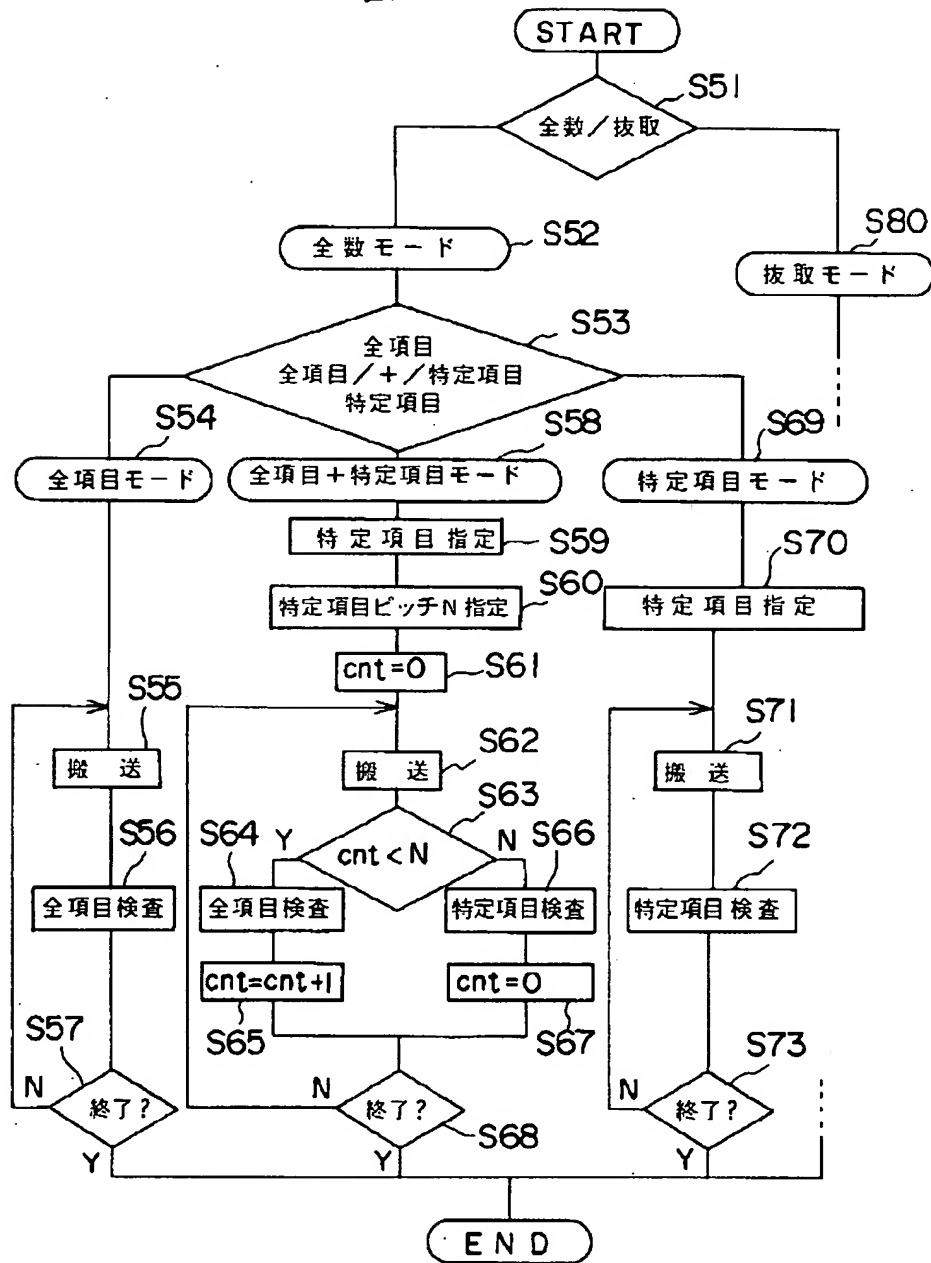 START
S51
全数／抜取
S52
全数モード
S80
抜取モード
S53
全項目
全項目／＋／特定項目
特定項目
S54
全項目モード
S58
全項目＋特定項目モード
S69
特定項目モード
特定項目指定
S59
S70
特定項目指定
特定項目ピッチN指定
S60
cnt=0
S61
S55
搬送
S62
搬送
S71
搬送
S63
cnt<N
Y
N
S56
全項目検査
S64
全項目検査
S66
特定項目検査
S72
特定項目検査
cnt=cnt+1
S65
cnt=0
S67
S57
終了?
N
Y
終了?
N
Y
S68
S73
終了?
N
Y
END